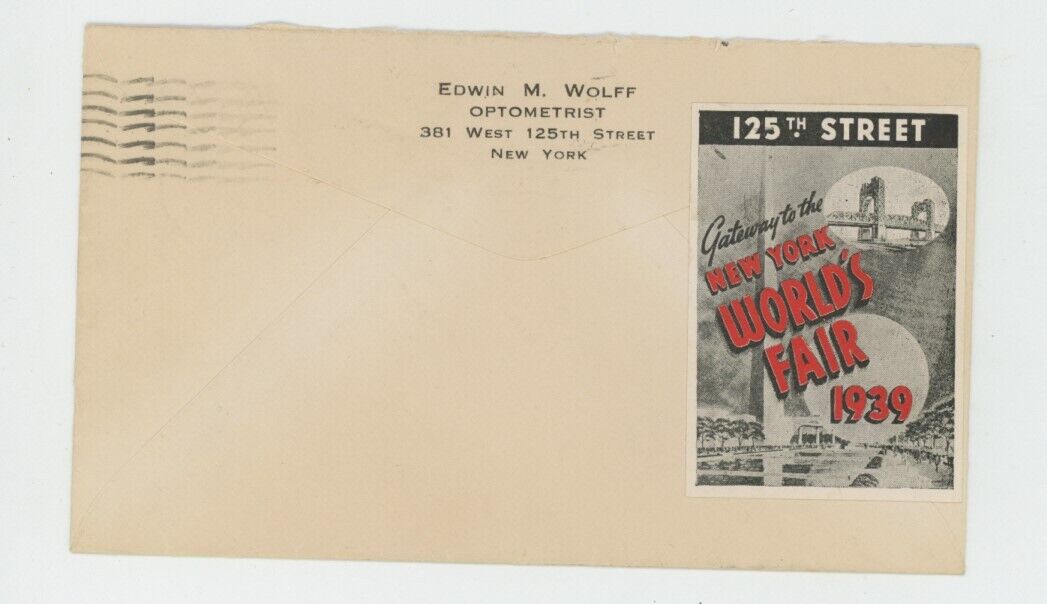 EDWIN M. WOLFF
OPTOMETRIST
381 WEST 125TH STREET
NEW YORK
125TH STREET
Gateway to the
NEW YORK
WORLD'S
FAIR
1939